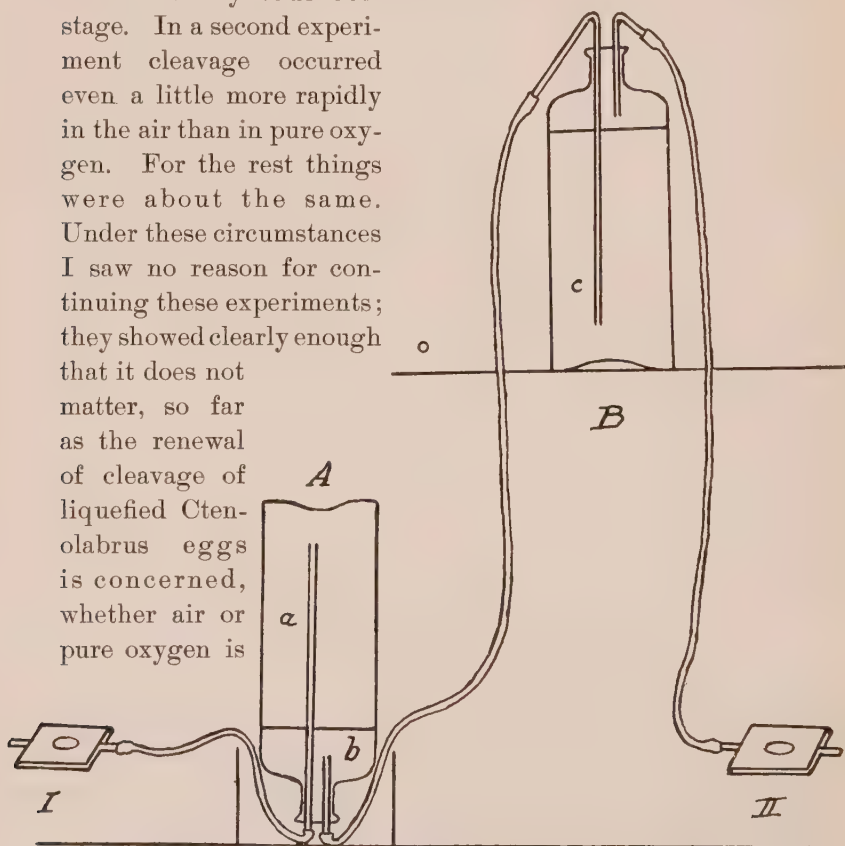 stage. In a second experi-
ment cleavage occurred
even a little more rapidly
in the air than in pure oxy-
gen. For the rest things
were about the same.
Under these circumstances
I saw no reason for con-
tinuing these experiments;
they showed clearly enough
that it does not
matter, so far
as the renewal
of cleavage of
liquefied Cten-
olabrus eggs
is concerned,
whether air or
pure oxygen is
c
B
A
a
b
I
II